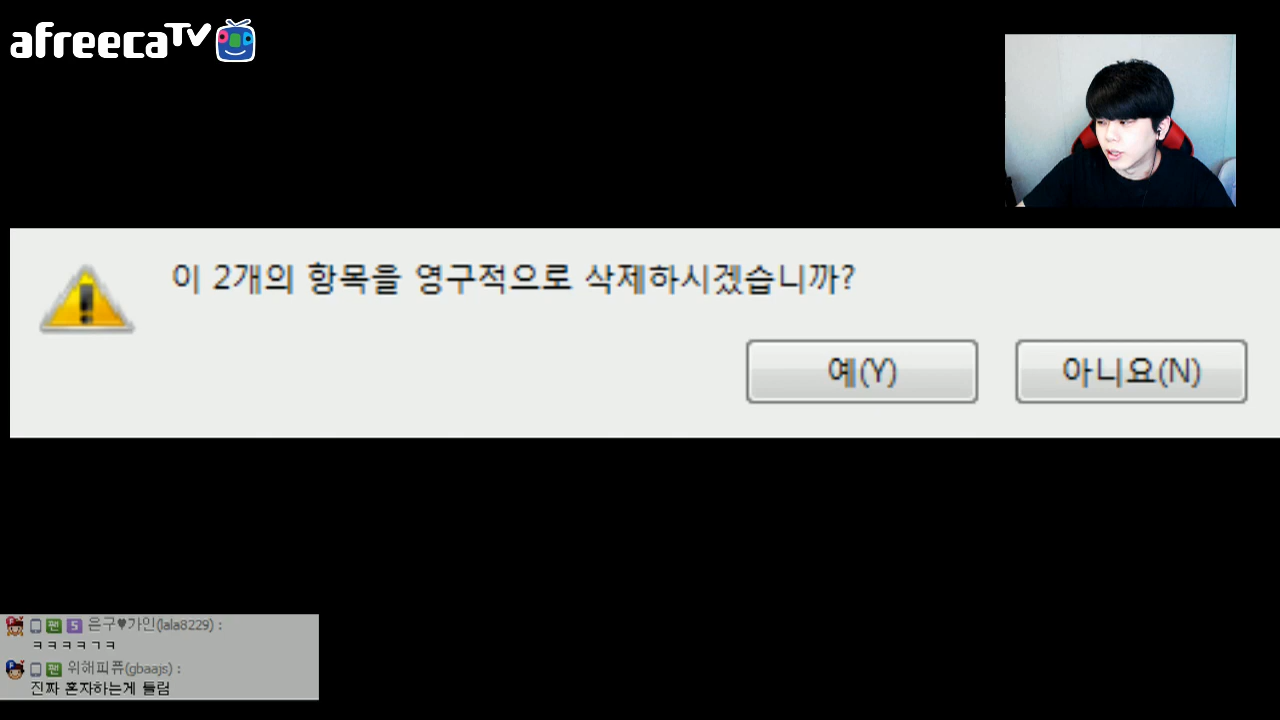 afreecaTV
이 2개의 항목을 영구적으로 삭제하시겠습니까?
예(Y)
아니요(N)
팬 S 은구♥가인(lala8229) :
ㅋㅋㅋㅋㄱㅋ
팬 위해피퓨(gbaajs) :
진짜 혼자하는게 들림